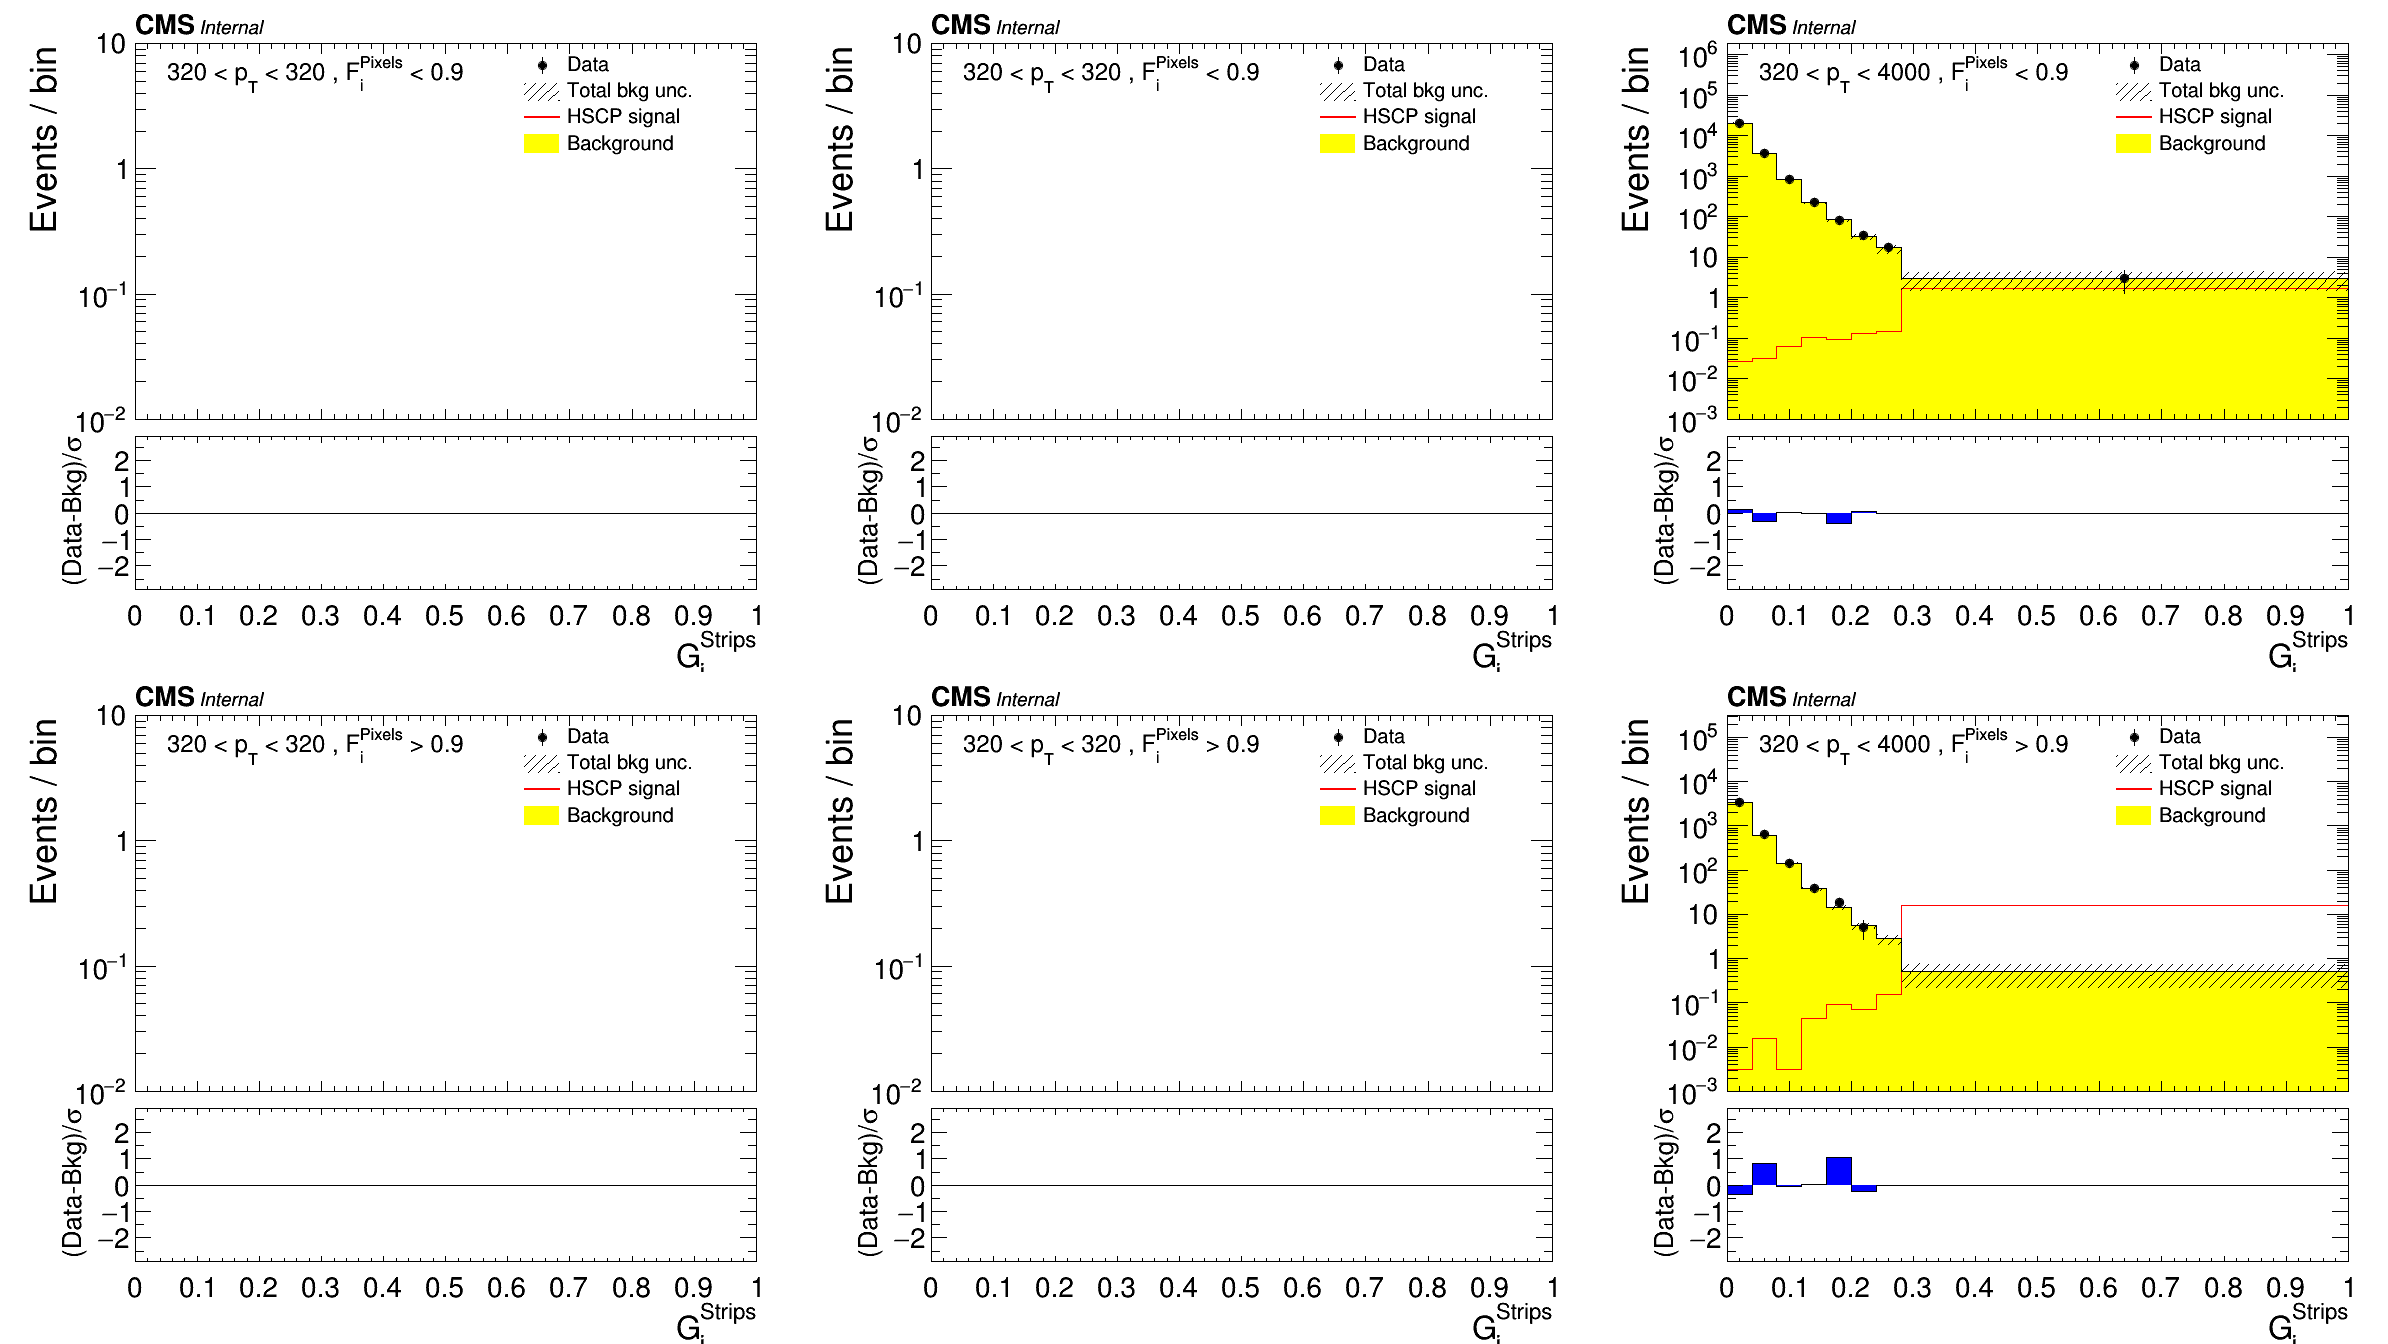 CMS Internal
Events / bin
320 < p_T < 320 , F_i^Pixels < 0.9
Data
Total bkg unc.
HSCP signal
Background
10
1
10^−1
10^−2
(Data-Bkg)/σ
2
1
0
−1
−2
0 0.1 0.2 0.3 0.4 0.5 0.6 0.7 0.8 0.9 1
G_i^Strips
CMS Internal
Events / bin
320 < p_T < 320 , F_i^Pixels < 0.9
Data
Total bkg unc.
HSCP signal
Background
10
1
10^−1
10^−2
(Data-Bkg)/σ
2
1
0
−1
−2
0 0.1 0.2 0.3 0.4 0.5 0.6 0.7 0.8 0.9 1
G_i^Strips
CMS Internal
Events / bin
320 < p_T < 4000 , F_i^Pixels < 0.9
Data
Total bkg unc.
HSCP signal
Background
10^6
10^5
10^4
10^3
10^2
10
1
10^−1
10^−2
10^−3
(Data-Bkg)/σ
2
1
0
−1
−2
0 0.1 0.2 0.3 0.4 0.5 0.6 0.7 0.8 0.9 1
G_i^Strips
CMS Internal
Events / bin
320 < p_T < 320 , F_i^Pixels > 0.9
Data
Total bkg unc.
HSCP signal
Background
10
1
10^−1
10^−2
(Data-Bkg)/σ
2
1
0
−1
−2
0 0.1 0.2 0.3 0.4 0.5 0.6 0.7 0.8 0.9 1
G_i^Strips
CMS Internal
Events / bin
320 < p_T < 320 , F_i^Pixels > 0.9
Data
Total bkg unc.
HSCP signal
Background
10
1
10^−1
10^−2
(Data-Bkg)/σ
2
1
0
−1
−2
0 0.1 0.2 0.3 0.4 0.5 0.6 0.7 0.8 0.9 1
G_i^Strips
CMS Internal
Events / bin
320 < p_T < 4000 , F_i^Pixels > 0.9
Data
Total bkg unc.
HSCP signal
Background
10^5
10^4
10^3
10^2
10
1
10^−1
10^−2
10^−3
(Data-Bkg)/σ
2
1
0
−1
−2
0 0.1 0.2 0.3 0.4 0.5 0.6 0.7 0.8 0.9 1
G_i^Strips